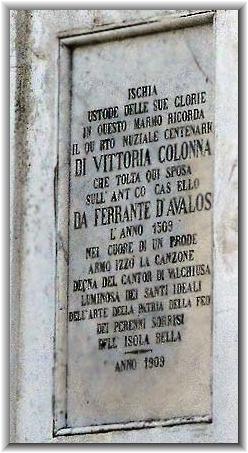 ISCHIA
USTODE DELLE SUE GLORIE
IN QUESTO MARMO RICORDA
IL QU RTO NUZIALE CENTENARI
DI VITTORIA COLONNA
CHE TOLTA QUI SPOSA
SULL'ANT CO CAS ELLO
DA FERRANTE D'AVALOS
L'ANNO 1509
NEL CUORE DI UN PRODE
ARMO IZZÒ LA CANZONE
DEGNA DEL CANTOR DI VALCHIUSA
LUMINOSA DEI SANTI IDEALI
DELL'ARTE DELLA PATRIA DELLA FED
DEI PERENNI SORRISI
DELL ISOLA BELLA
ANNO 1909